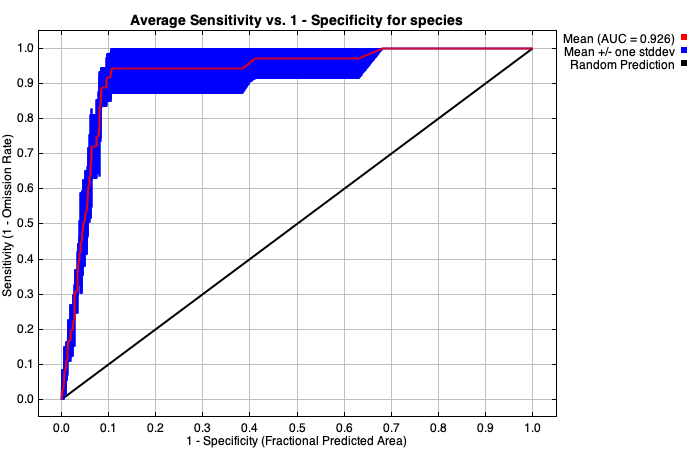 Average Sensitivity vs. 1 - Specificity for species
Mean (AUC = 0.926)
Mean +/- one stddev
Random Prediction
Sensitivity (1 - Omission Rate)
1.0
0.9
0.8
0.7
0.6
0.5
0.4
0.3
0.2
0.1
0.0
0.0 0.1 0.2 0.3 0.4 0.5 0.6 0.7 0.8 0.9 1.0
1 - Specificity (Fractional Predicted Area)